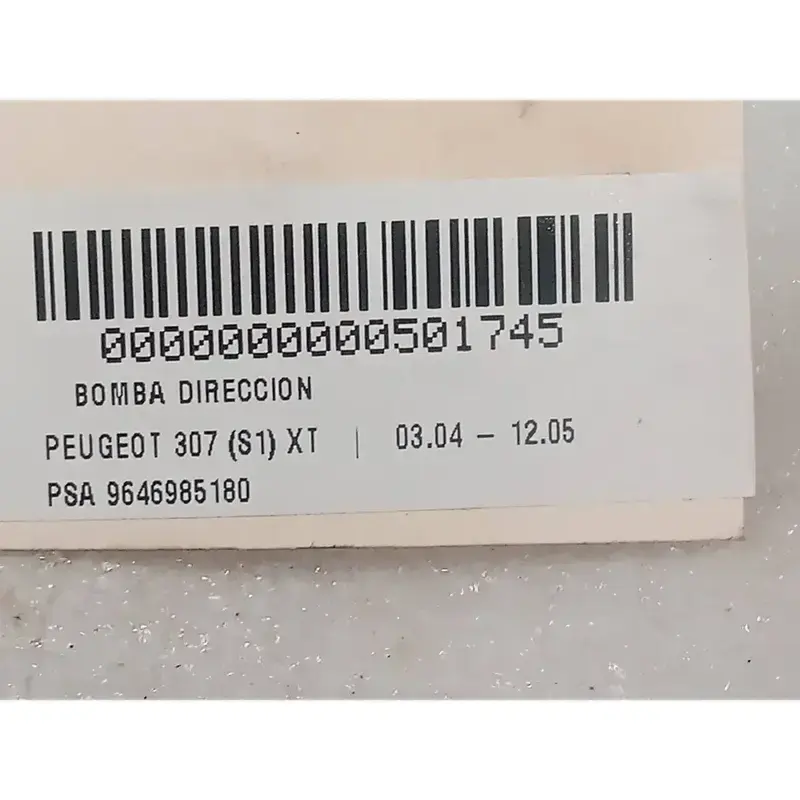 0000000000501745
BOMBA DIRECCION
PEUGEOT 307 (S1) XT | 03.04 - 12.05
PSA 9646985180